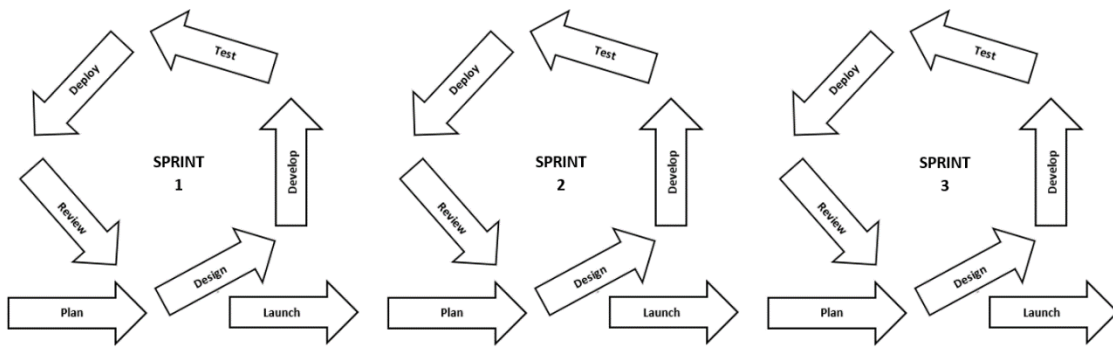 Test
Deploy
SPRINT
1
Develop
Review
Design
Plan
Launch
Test
Deploy
SPRINT
2
Develop
Review
Design
Plan
Launch
Test
Deploy
SPRINT
3
Develop
Review
Design
Plan
Launch